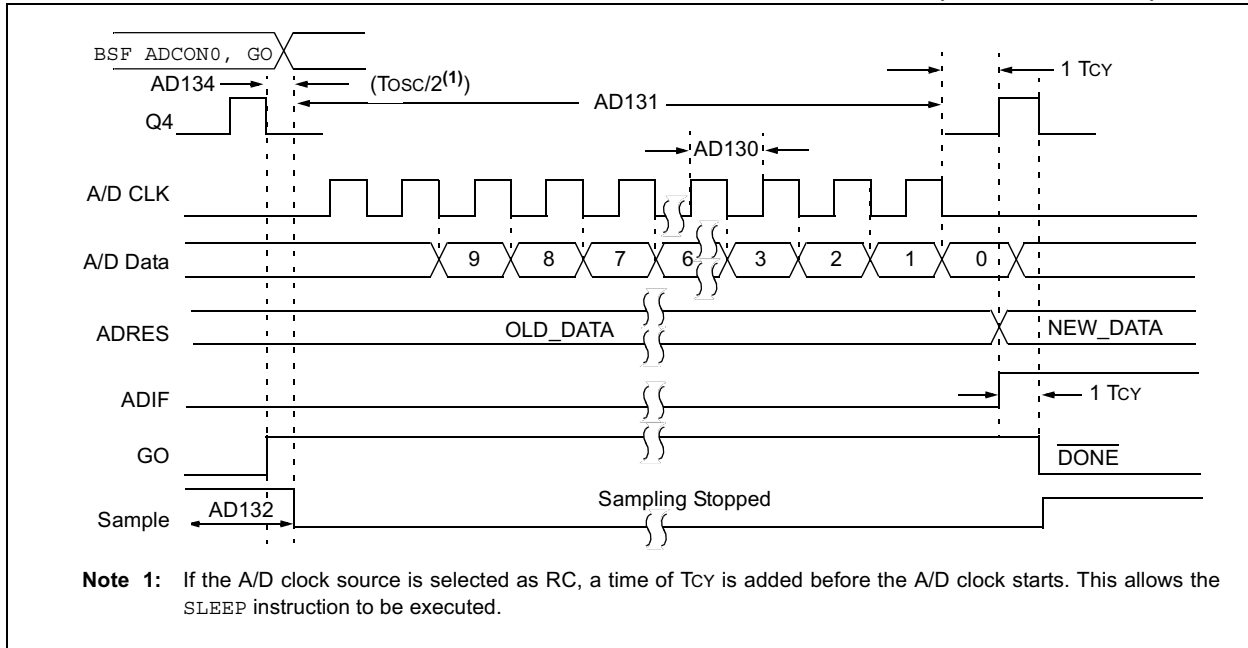 BSF ADCON0, GO
AD134 (TOSC/2(1)) 1 TCY
AD131
Q4
AD130
A/D CLK
A/D Data 9 8 7 6 3 2 1 0
ADRES OLD_DATA NEW_DATA
ADIF 1 TCY
GO DONE
Sample AD132 Sampling Stopped
Note 1: If the A/D clock source is selected as RC, a time of TCY is added before the A/D clock starts. This allows the
SLEEP instruction to be executed.